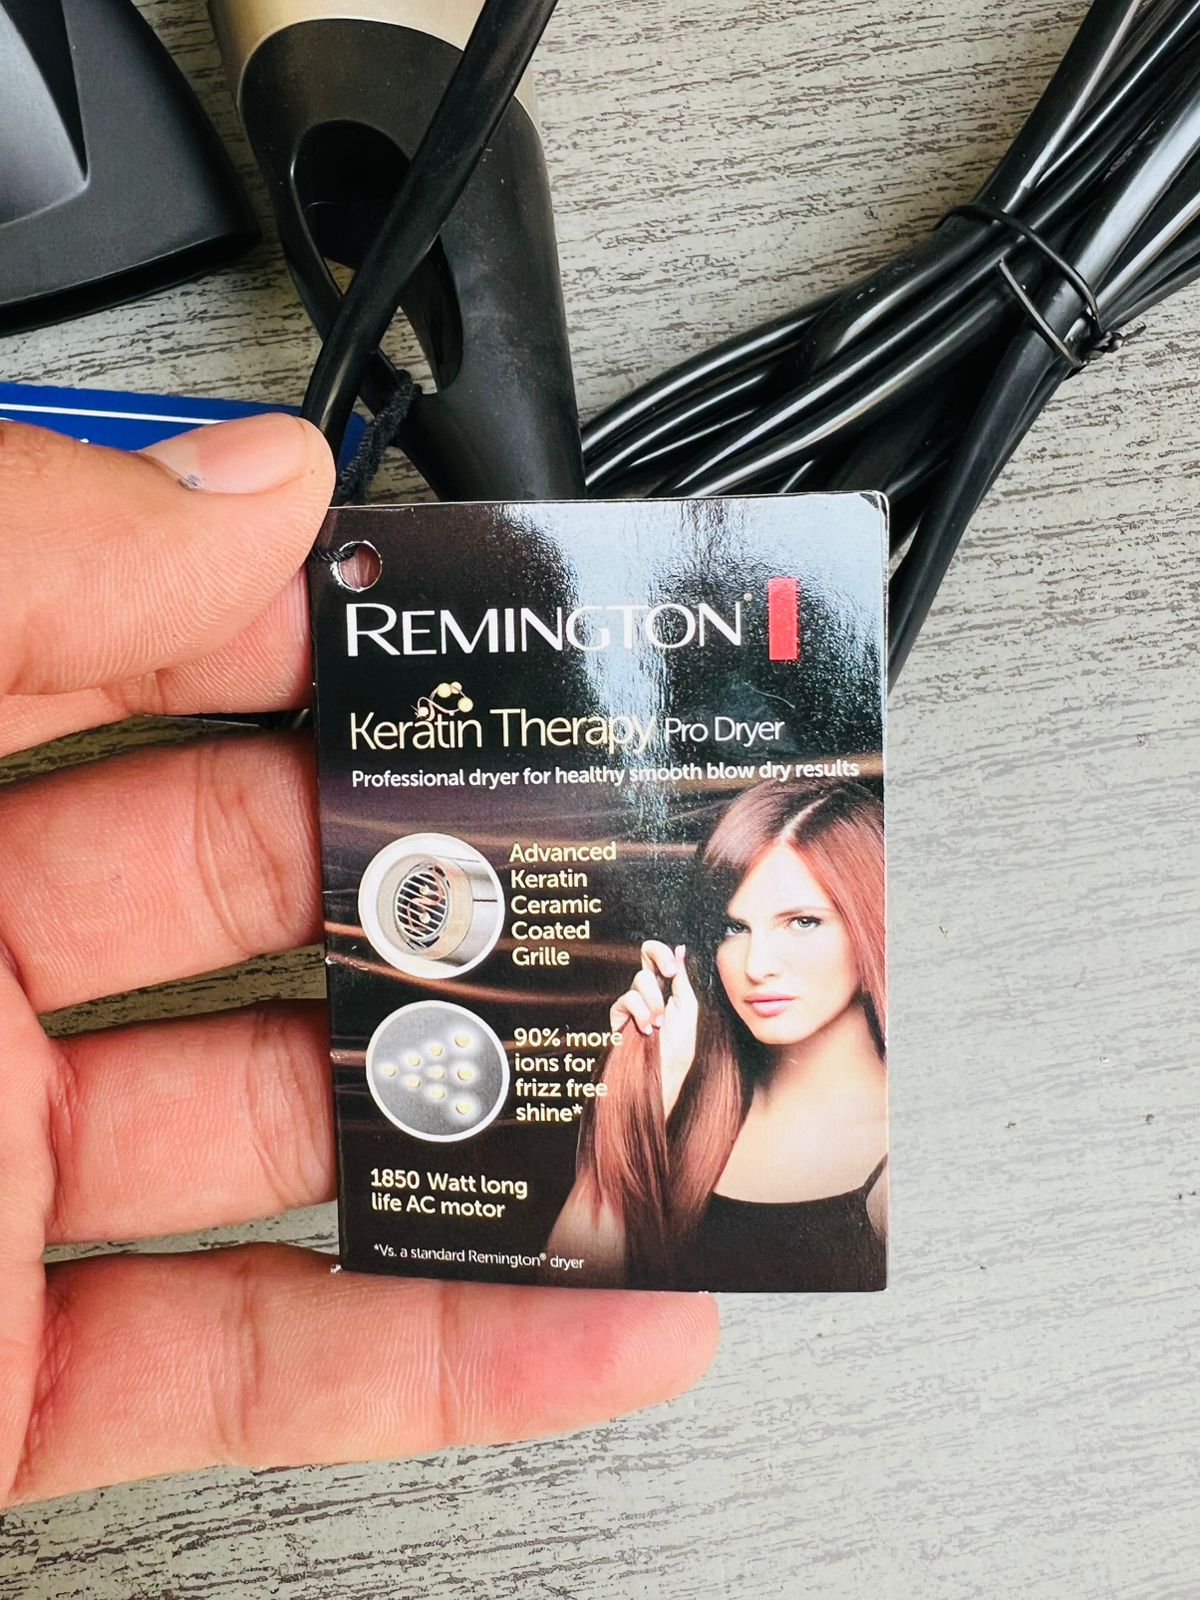 REMINGTON®
Keratin Therapy Pro Dryer
Professional dryer for healthy smooth blow dry results
Advanced
Keratin
Ceramic
Coated
Grille
90% more
ions for
frizz free
shine*
1850 Watt long
life AC motor
*Vs. a standard Remington® dryer